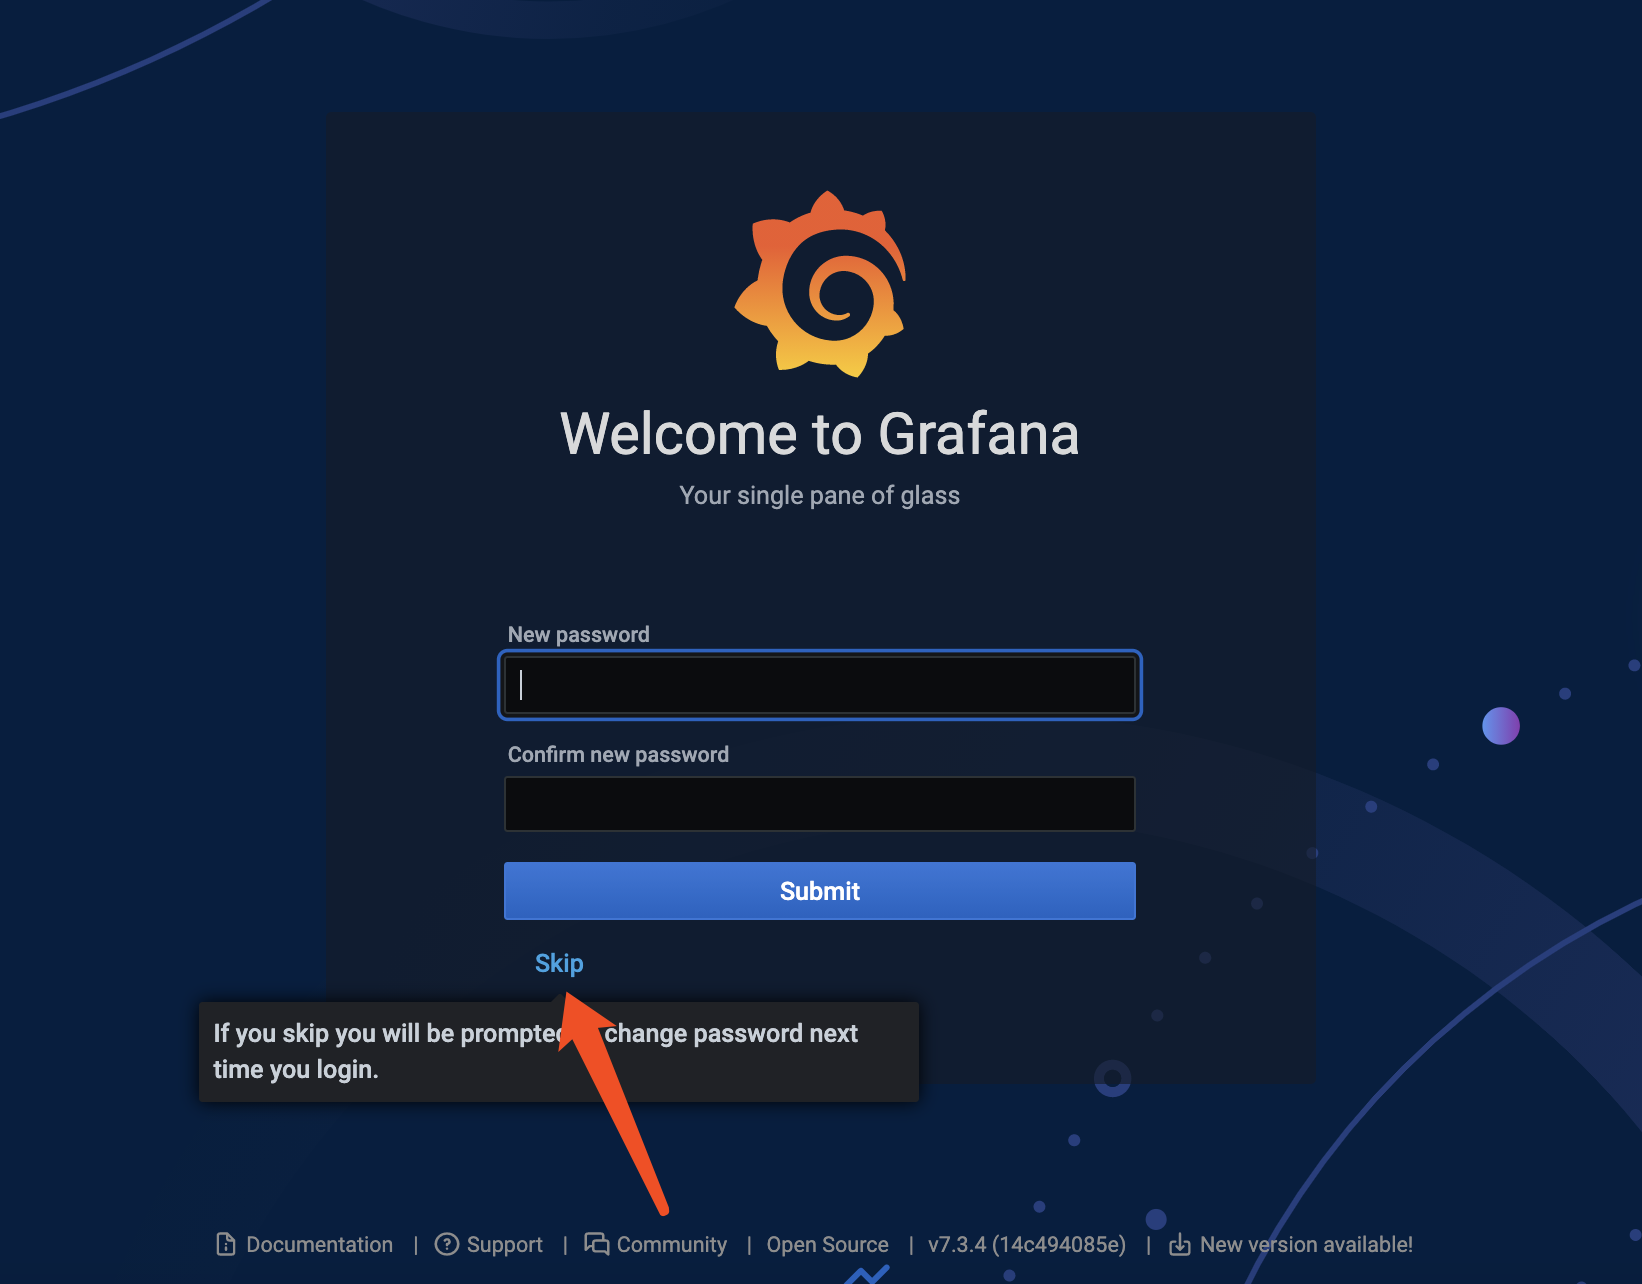 Welcome to Grafana
Your single pane of glass
New password
Confirm new password
Submit
Skip
If you skip you will be prompted change password next
time you login.
Documentation | Support | Community | Open Source | v7.3.4 (14c494085e) | New version available!